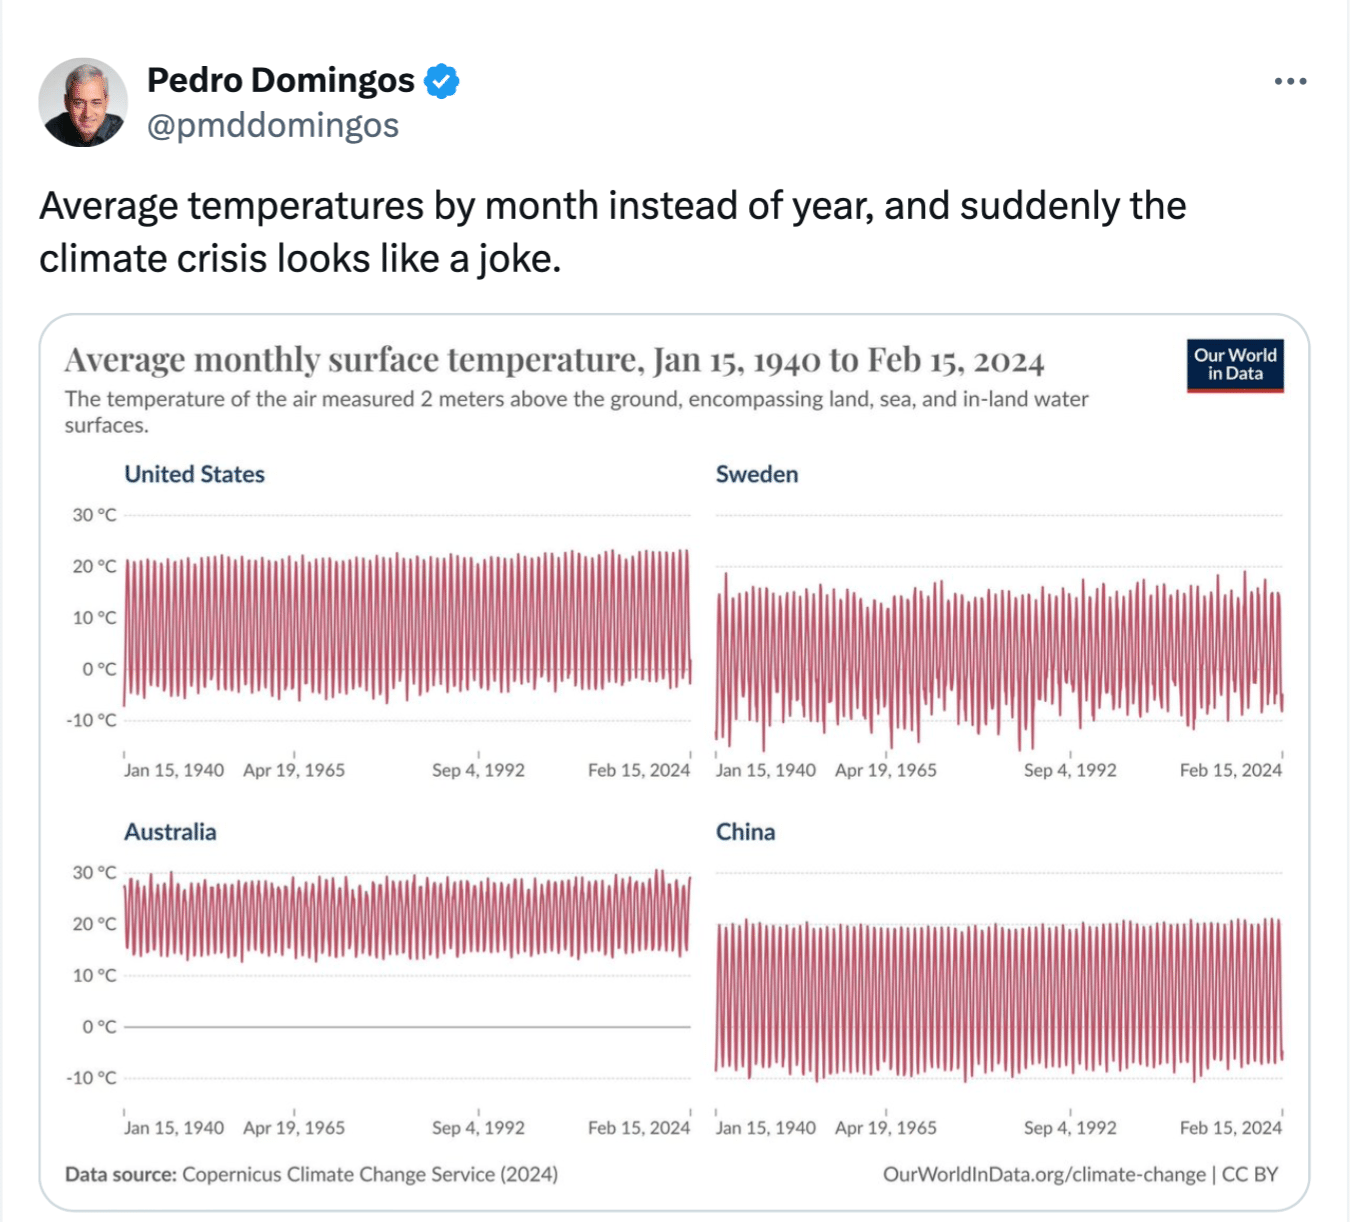 Pedro Domingos
@pmddomingos
Average temperatures by month instead of year, and suddenly the
climate crisis looks like a joke.
Average monthly surface temperature, Jan 15, 1940 to Feb 15, 2024
Our World
in Data
The temperature of the air measured 2 meters above the ground, encompassing land, sea, and in-land water
surfaces.
United States
30 °C
20 °C
10 °C
0 °C
-10 °C
Jan 15, 1940 Apr 19, 1965 Sep 4, 1992 Feb 15, 2024
Sweden
Jan 15, 1940 Apr 19, 1965 Sep 4, 1992 Feb 15, 2024
Australia
30 °C
20 °C
10 °C
0 °C
-10 °C
Jan 15, 1940 Apr 19, 1965 Sep 4, 1992 Feb 15, 2024
China
Jan 15, 1940 Apr 19, 1965 Sep 4, 1992 Feb 15, 2024
Data source: Copernicus Climate Change Service (2024)
OurWorldInData.org/climate-change | CC BY